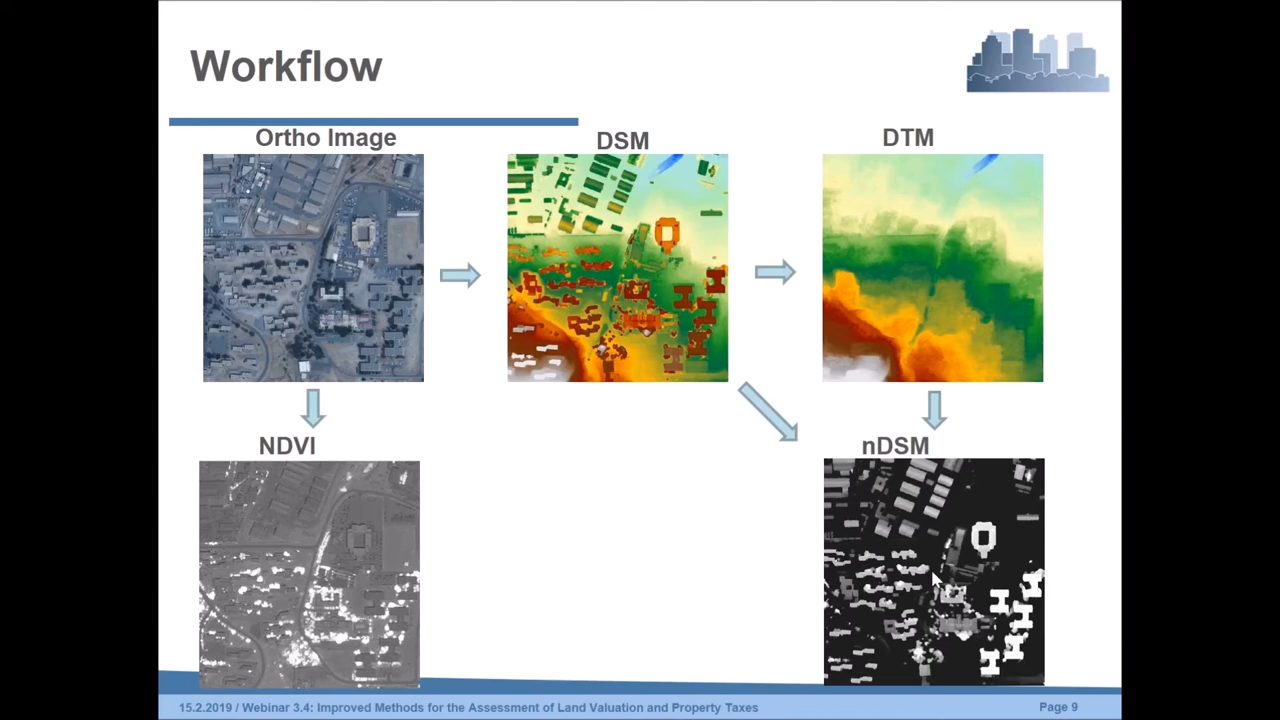 Workflow
Ortho Image
DSM
DTM
NDVI
nDSM
15.2.2019 / Webinar 3.4: Improved Methods for the Assessment of Land Valuation and Property Taxes
Page 9